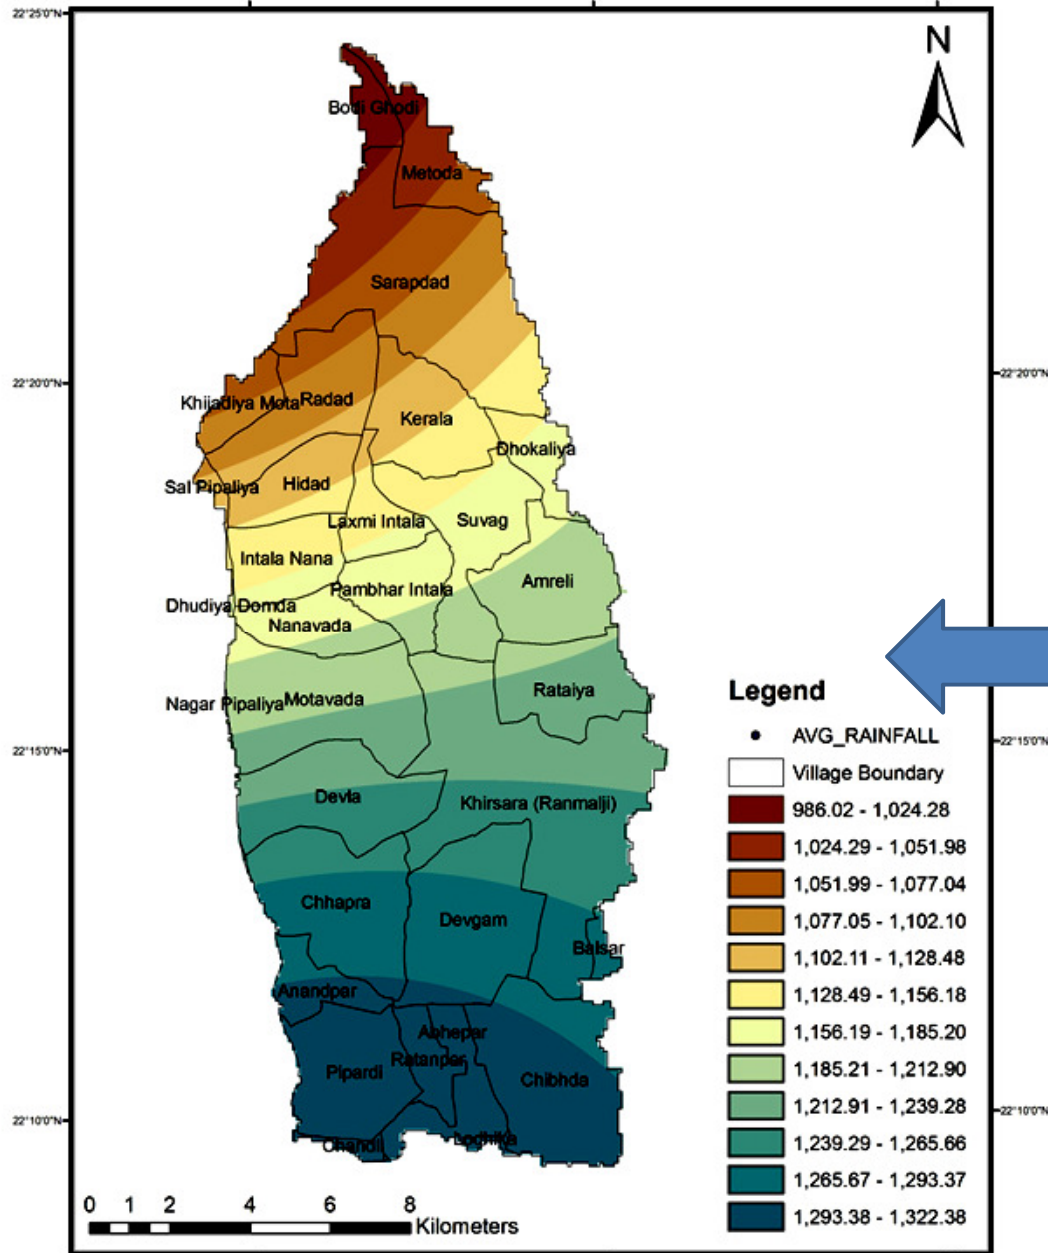 22°25'0"N
N
Bodi Ghodi
Metoda
Sarapdad
22°20'0"N
22°20'0"N
Khijadiya Mota
Radad
Kerala
Dhokaliya
Sal Pipaliya
Hidad
Laxmi Intala
Suvag
Intala Nana
Pambhar Intala
Amreli
Dhudiya Domda
Nanavada
Nagar Pipaliya
Motavada
Rataiya
22°15'0"N
22°15'0"N
Devla
Khirsara (Ranmalji)
Chhapra
Devgam
Balsar
Anandpar
Abhepar
Ratanpar
Pipardi
Chibhda
22°10'0"N
22°10'0"N
Chandli
Lodhika
Legend
AVG_RAINFALL
Village Boundary
986.02 - 1,024.28
1,024.29 - 1,051.98
1,051.99 - 1,077.04
1,077.05 - 1,102.10
1,102.11 - 1,128.48
1,128.49 - 1,156.18
1,156.19 - 1,185.20
1,185.21 - 1,212.90
1,212.91 - 1,239.28
1,239.29 - 1,265.66
1,265.67 - 1,293.37
1,293.38 - 1,322.38
0 1 2 4 6 8
Kilometers